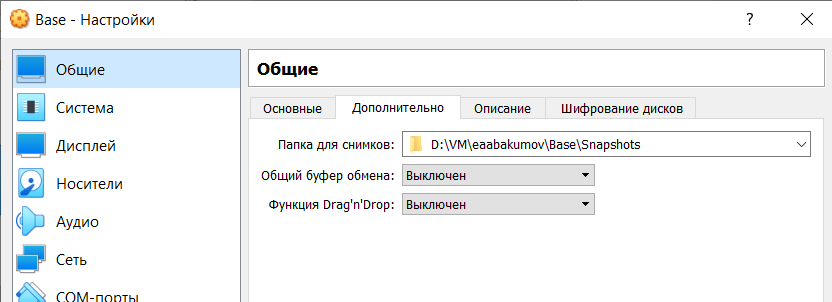 Base - Настройки
?
Общие
Система
Дисплей
Носители
Аудио
Сеть
COM-порты
Общие
Основные Дополнительно Описание Шифрование дисков
Папка для снимков: D:\VM\eaabakumov\Base\Snapshots
Общий буфер обмена: Выключен
Функция Drag'n'Drop: Выключен